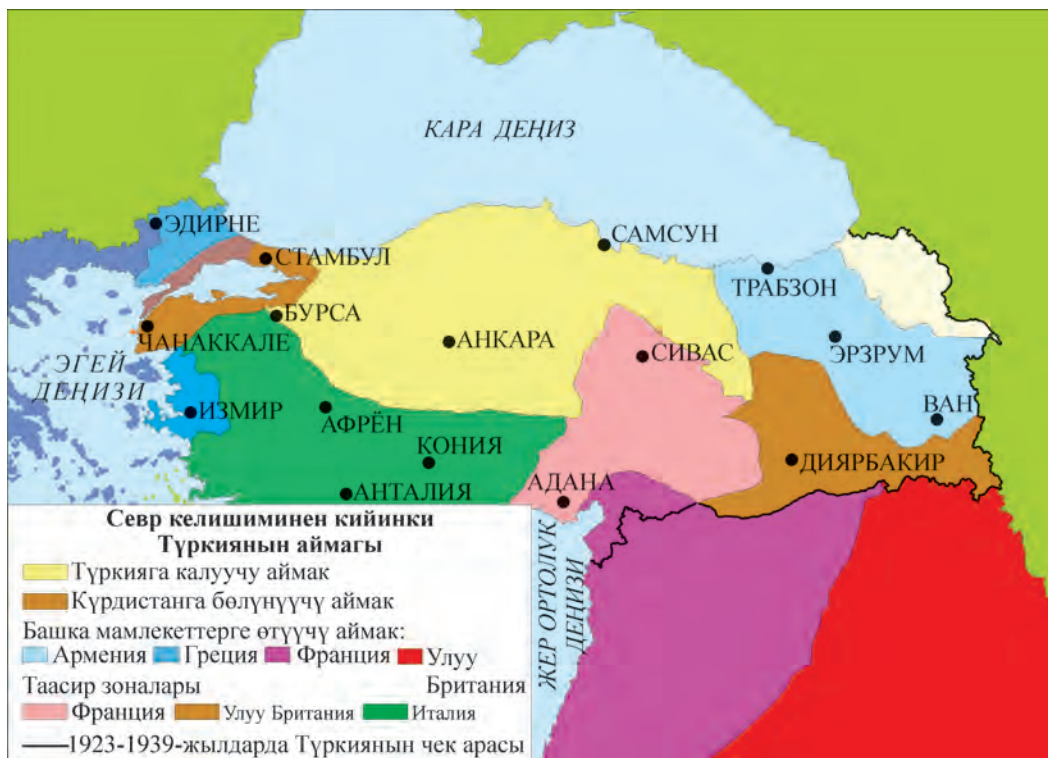 КАРА ДЕҢИЗ
ЭДИРНЕ
СТАМБУЛ
САМСУН
ТРАБЗОН
БУРСА
ЧАНАККАЛЕ
АНКАРА
СИВАС
ЭРЗРУМ
ЭГЕЙ
ДЕҢИЗИ
ИЗМИР
АФРЁН
ВАН
КОНИЯ
ДИЯРБАКИР
АНТАЛИЯ
АДАНА
ЖЕР ОРТОЛУК
ДЕҢИЗИ
Севр келишиминен кийинки
Түркиянын аймагы
Түркияга калуучу аймак
Күрдистанга бөлүнүүчү аймак
Башка мамлекеттерге өтүүчү аймак:
Армения Греция Франция Улуу
Таасир зоналары Британия
Франция Улуу Британия Италия
1923-1939-жылдарда Түркиянын чек арасы